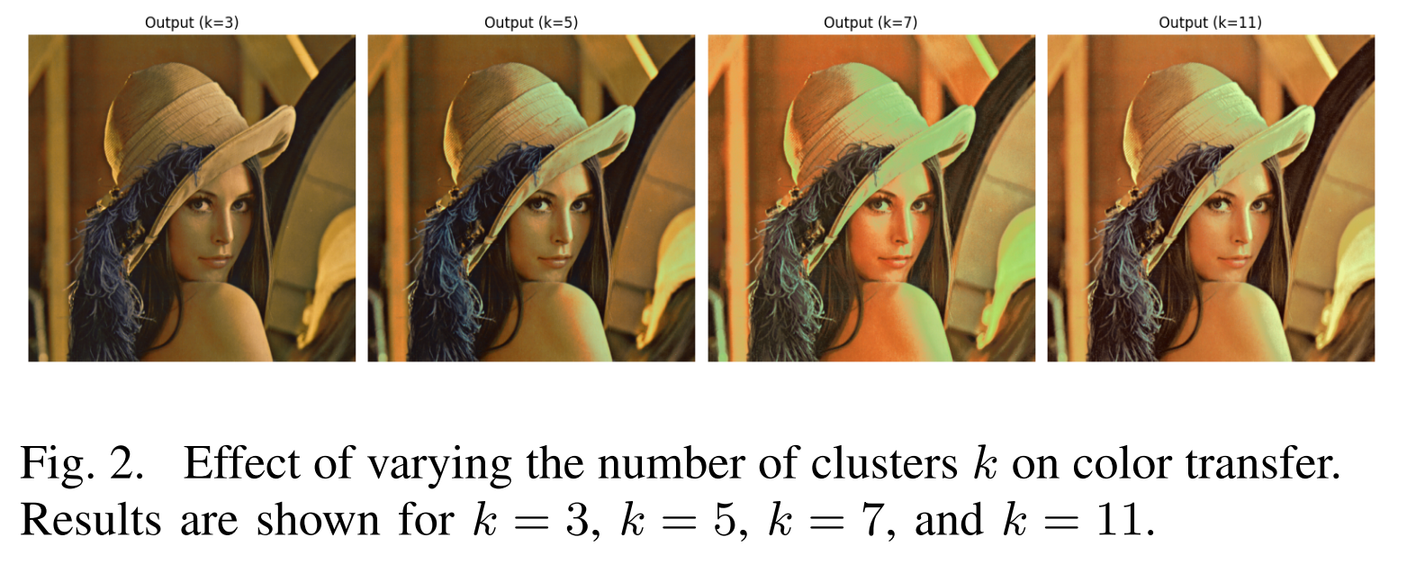 Output (k=3)
Output (k=5)
Output (k=7)
Output (k=11)
Fig. 2. Effect of varying the number of clusters k on color transfer.
Results are shown for k = 3, k = 5, k = 7, and k = 11.